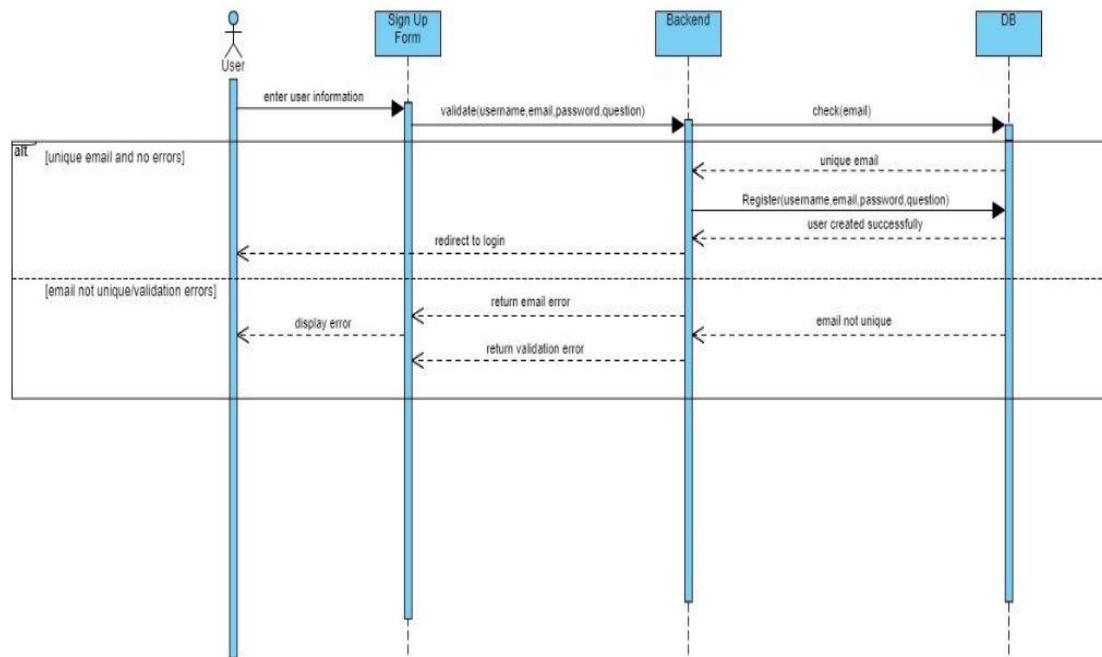 Sign Up
Form
Backend
DB
User
enter user information
validate(username,email,password,question)
check(email)
alt
[unique email and no errors]
unique email
Register(username,email,password,question)
user created successfully
redirect to login
[email not unique/validation errors]
return email error
display error
email not unique
return validation error